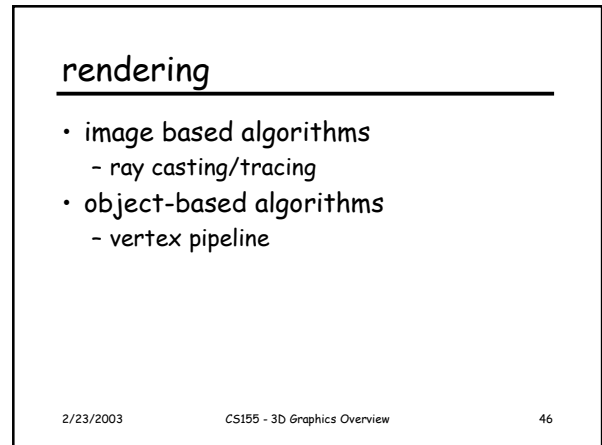 rendering
• image based algorithms
– ray casting/tracing
• object-based algorithms
– vertex pipeline
2/23/2003 CS155 - 3D Graphics Overview 46